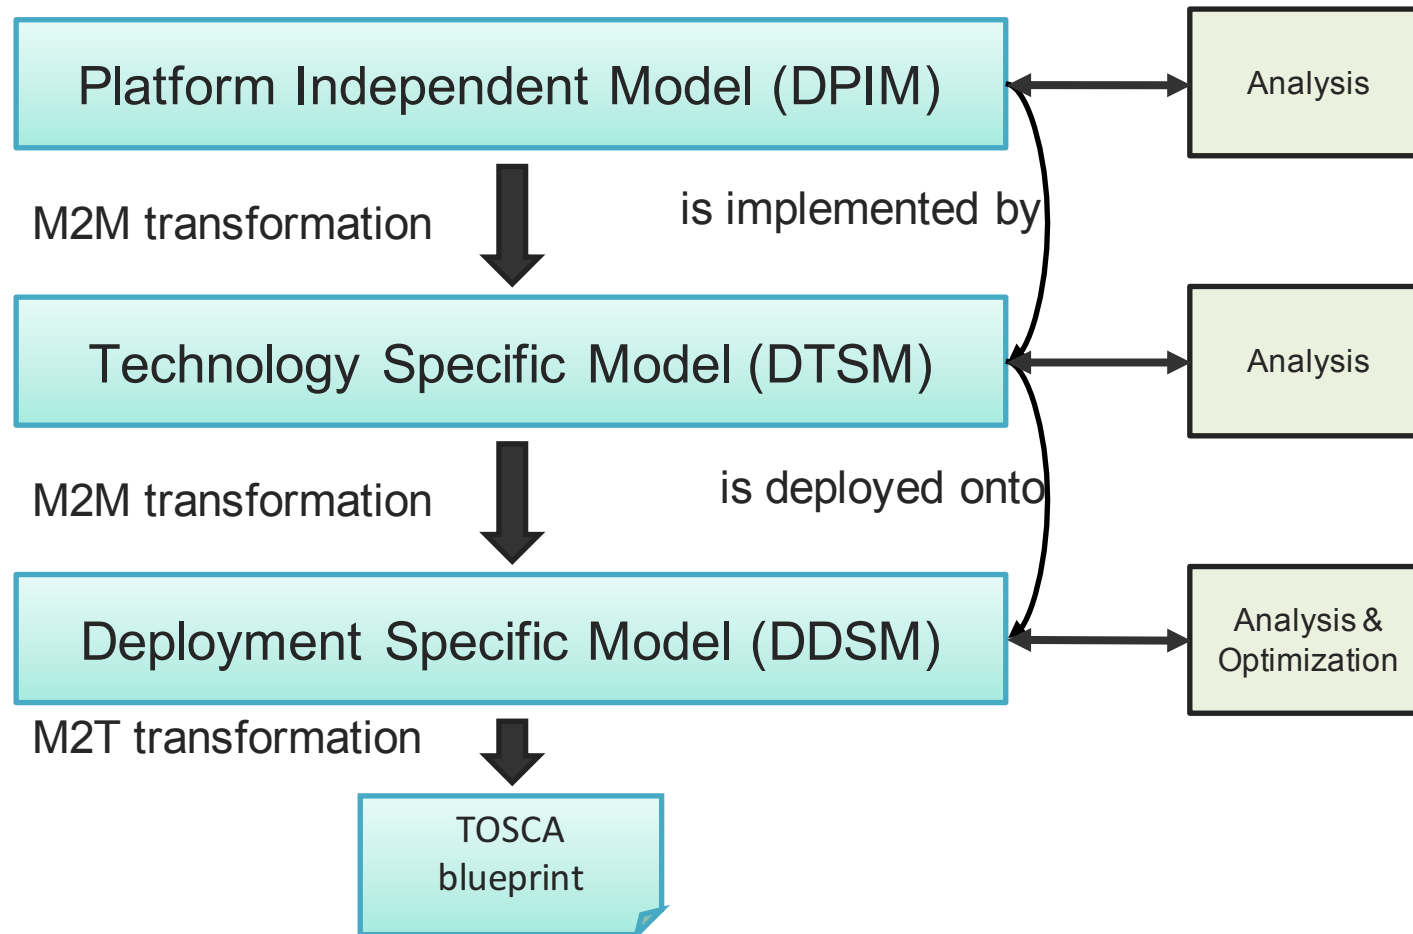 Platform Independent Model (DPIM)
Analysis
M2M transformation
is implemented by
Technology Specific Model (DTSM)
Analysis
M2M transformation
is deployed onto
Deployment Specific Model (DDSM)
Analysis &
Optimization
M2T transformation
TOSCA
blueprint